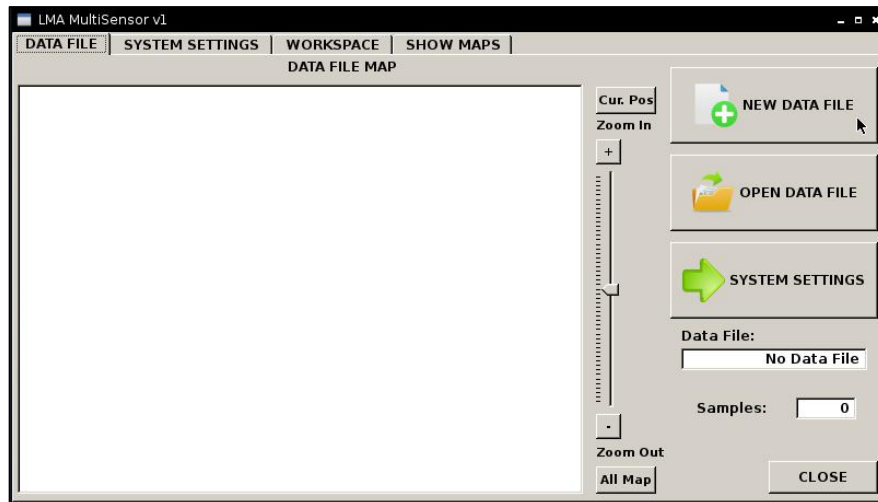 LMA MultiSensor v1
DATA FILE
SYSTEM SETTINGS
WORKSPACE
SHOW MAPS
DATA FILE MAP
Cur. Pos
Zoom In
+
-
Zoom Out
All Map
NEW DATA FILE
OPEN DATA FILE
SYSTEM SETTINGS
Data File:
No Data File
Samples: 0
CLOSE